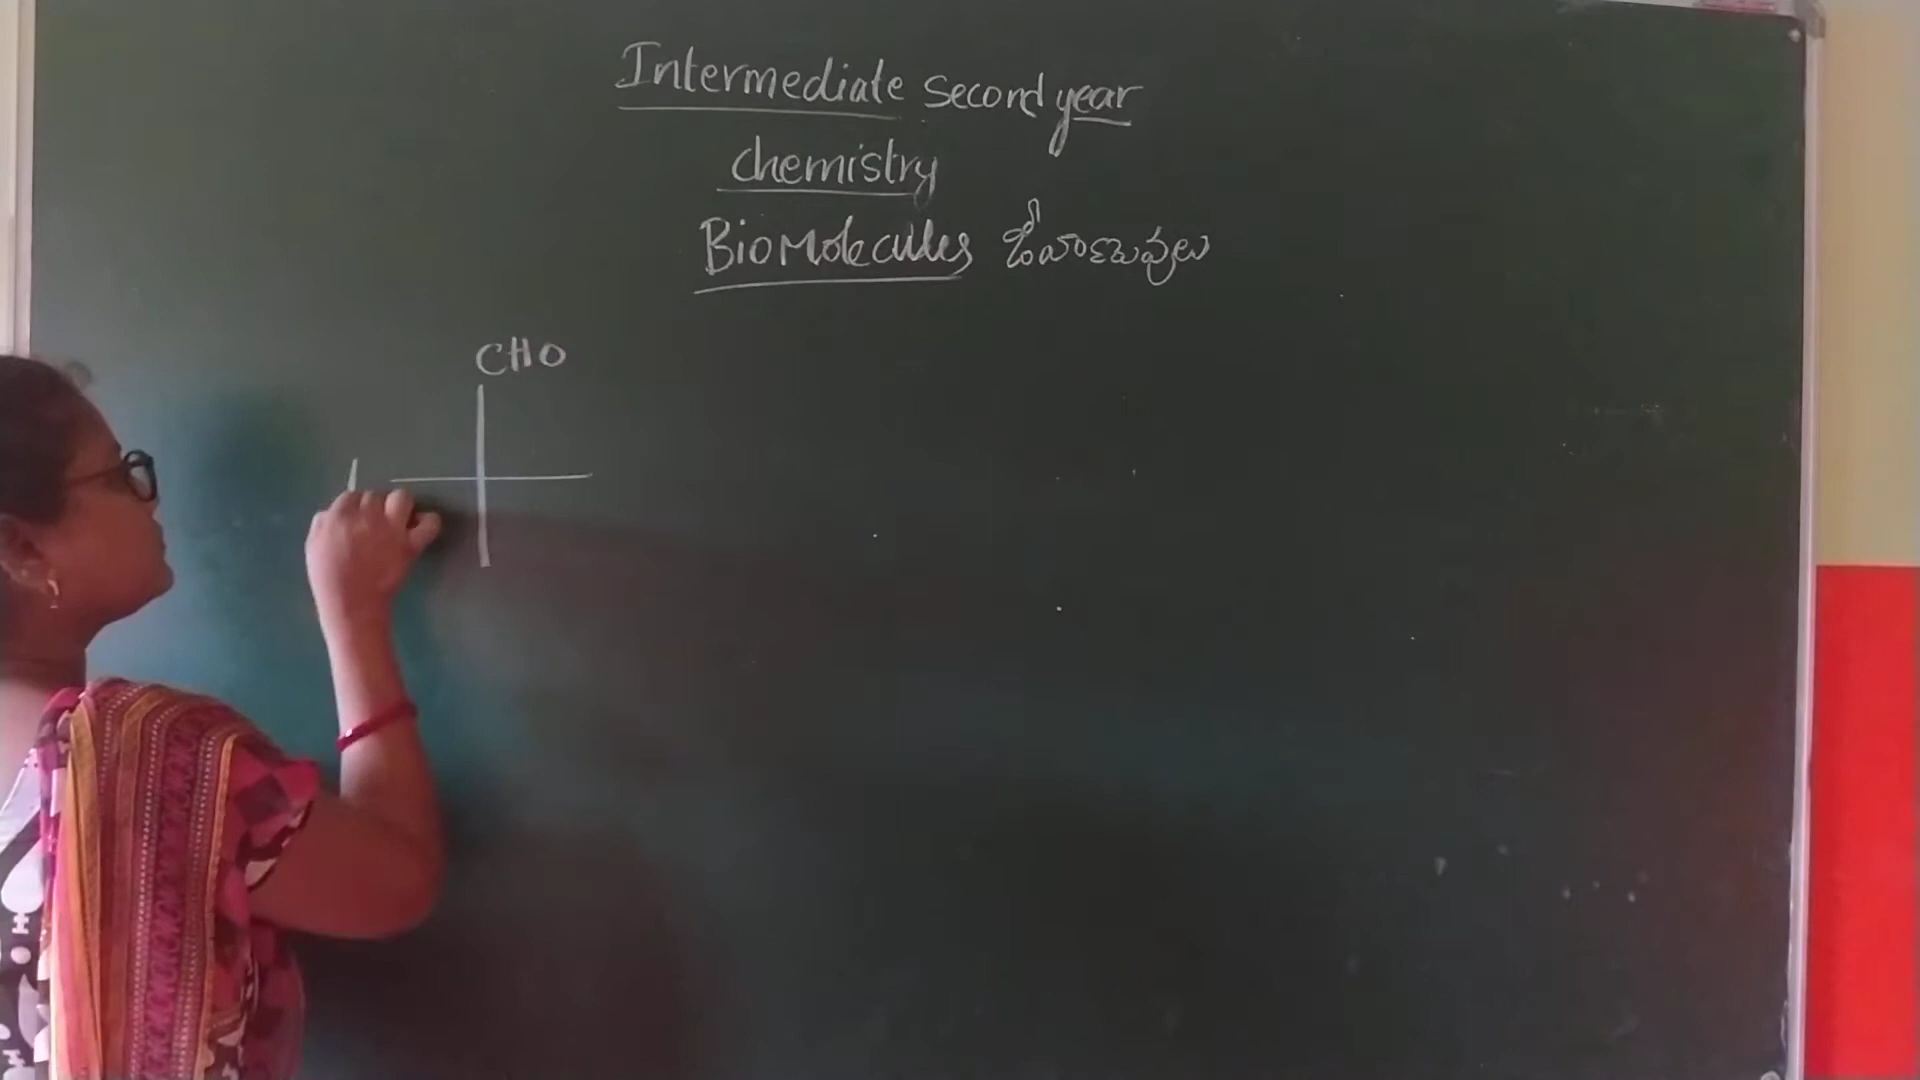 Intermediate second year
chemistry
BioMolecules జీవాణువులు
CHO